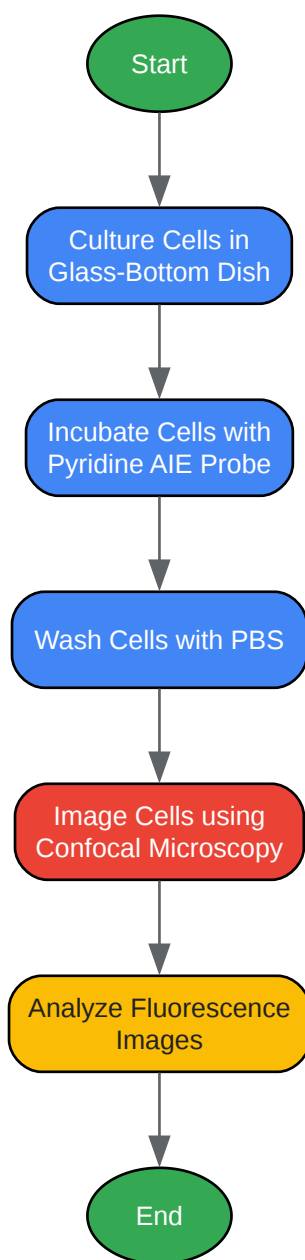 Start
Culture Cells in
Glass-Bottom Dish
Incubate Cells with
Pyridine AIE Probe
Wash Cells with PBS
Image Cells using
Confocal Microscopy
Analyze Fluorescence
Images
End